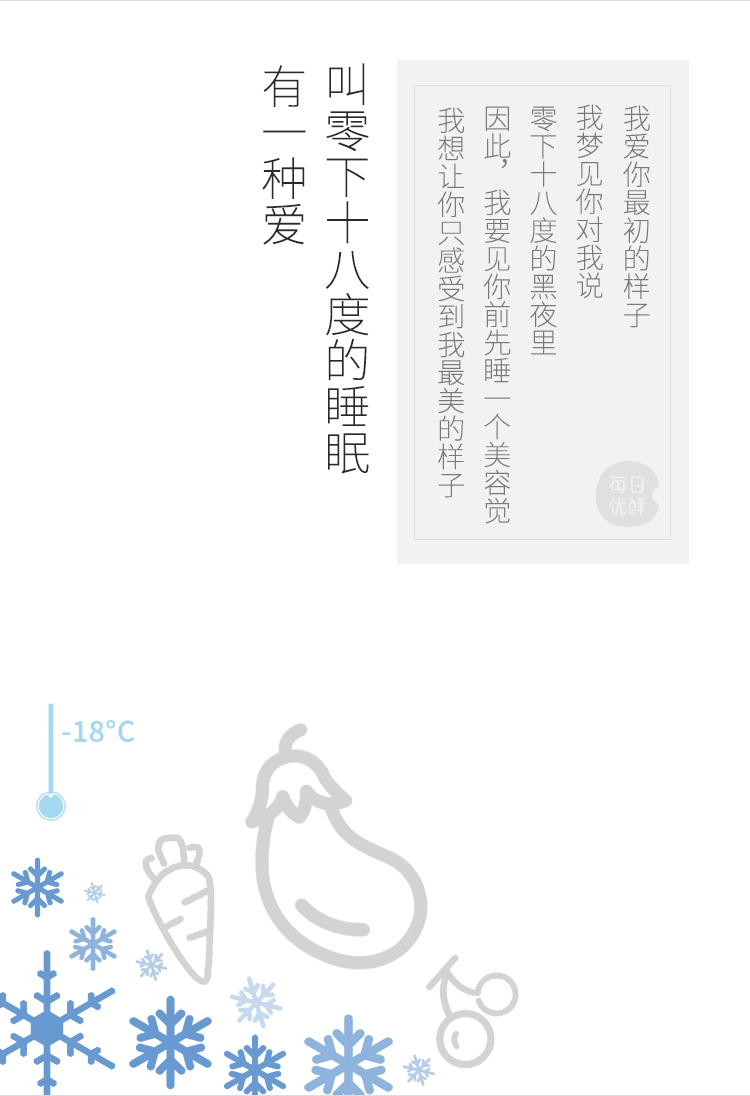 我爱你最初的样子
我梦见你对我说
零下十八度的黑夜里
因此，我要见你前先睡一个美容觉
我想让你只感受到我最美的样子
每日
优鲜
叫零下十八度的睡眠
有一种爱
-18°C